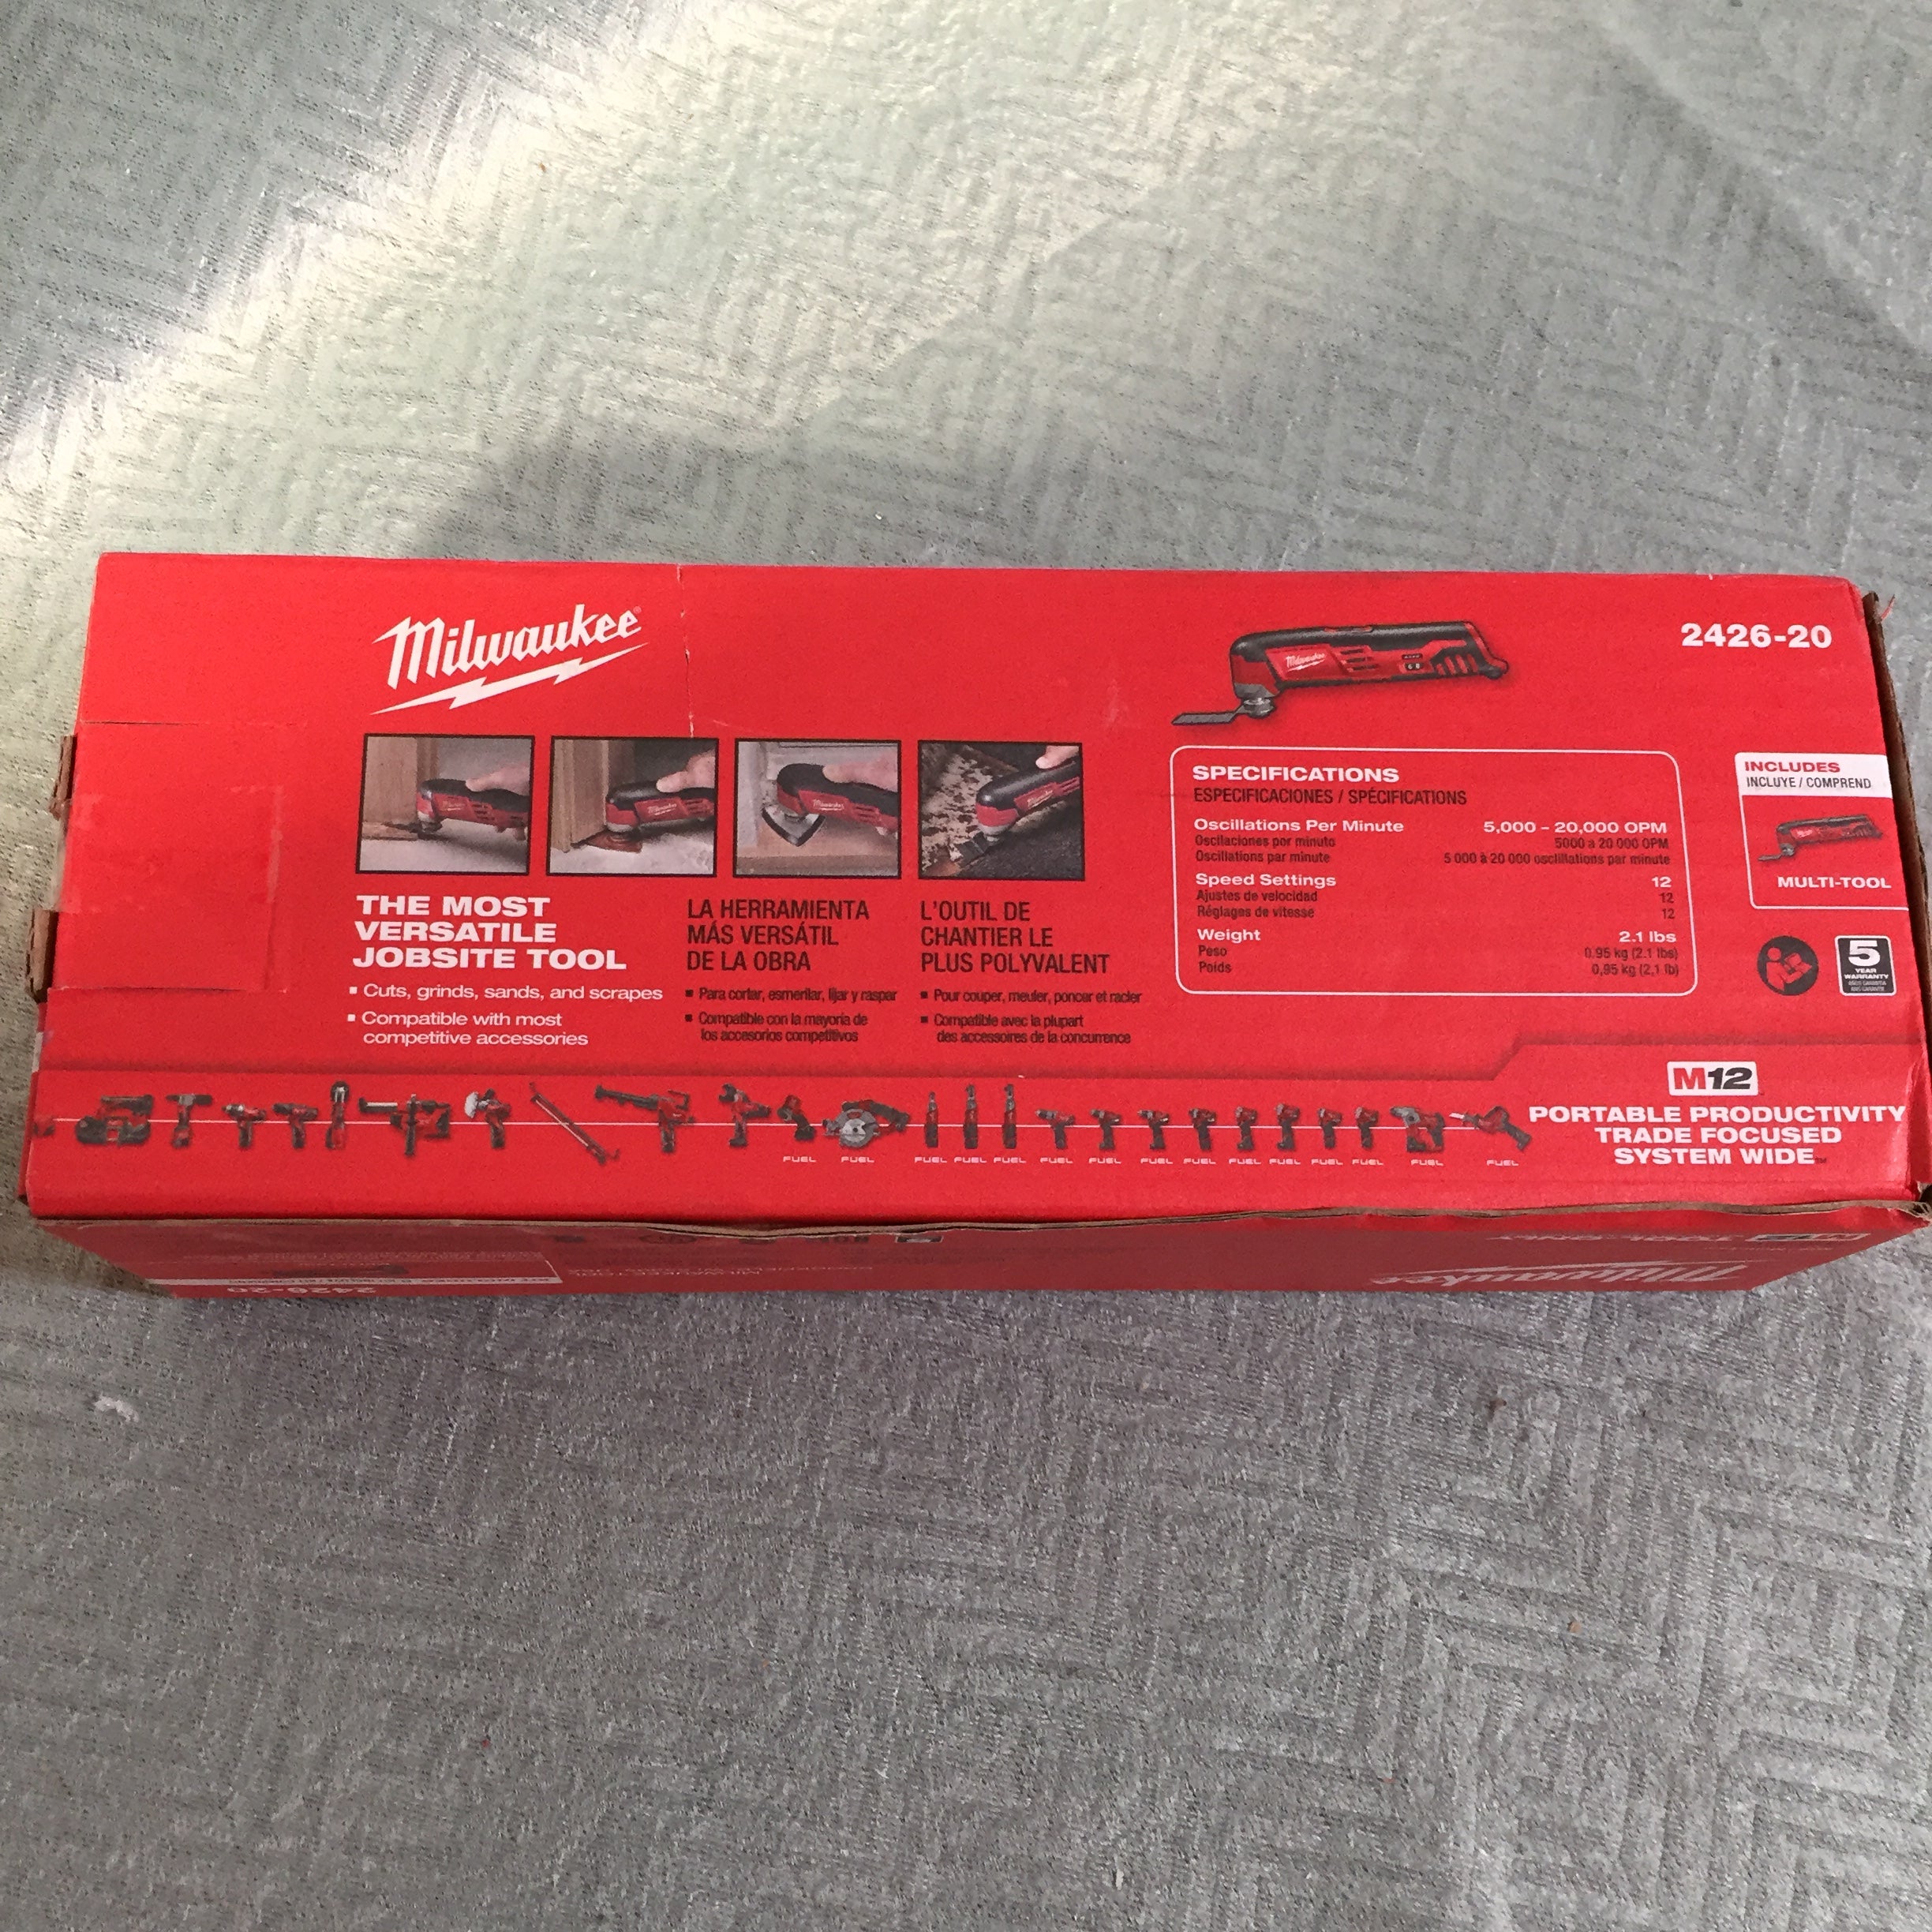 Milwaukee
2426-20
THE MOST
VERSATILE
JOBSITE TOOL
▪ Cuts, grinds, sands, and scrapes
▪ Compatible with most
competitive accessories
LA HERRAMIENTA
MÁS VERSÁTIL
DE LA OBRA
▪ Para cortar, esmerilar, lijar y raspar
▪ Compatible con la mayoría de
los accesorios competitivos
L'OUTIL DE
CHANTIER LE
PLUS POLYVALENT
▪ Pour couper, meuler, poncer et racler
▪ Compatible avec la plupart
des accessoires de la concurrence
SPECIFICATIONS
ESPECIFICACIONES / SPÉCIFICATIONS
Oscillations Per Minute 5,000 – 20,000 OPM
Oscilaciones por minuto 5000 a 20 000 OPM
Oscillations par minute 5 000 à 20 000 oscillations par minute
Speed Settings 12
Ajustes de velocidad 12
Réglages de vitesse 12
Weight 2.1 lbs
Peso 0.95 kg (2.1 lbs)
Poids 0,95 kg (2,1 lb)
INCLUDES
INCLUYE / COMPREND
MULTI-TOOL
5
YEAR
WARRANTY
M12
PORTABLE PRODUCTIVITY
TRADE FOCUSED
SYSTEM WIDE™
FUEL FUEL FUEL FUEL FUEL FUEL FUEL FUEL FUEL FUEL FUEL FUEL FUEL FUEL FUEL
Milwaukee
2426-20